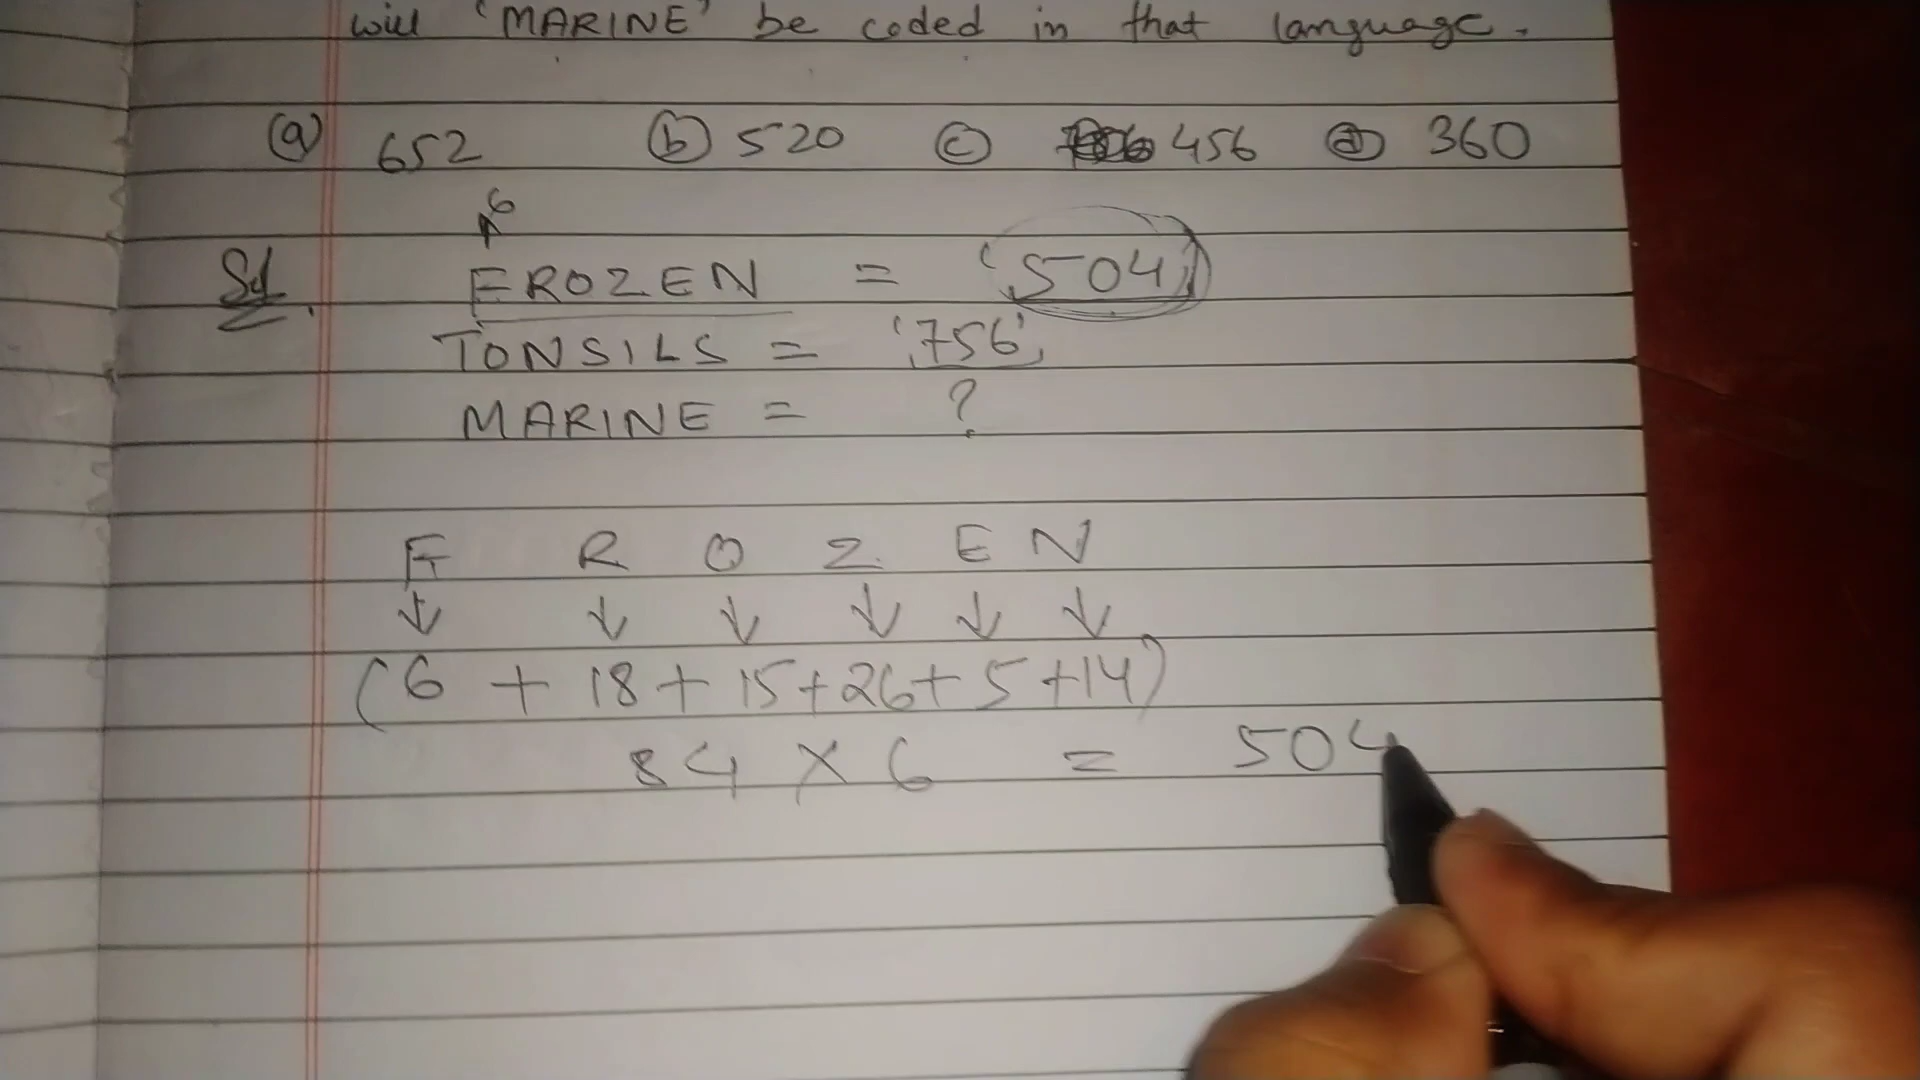 will 'MARINE' be coded in that language.
(a) 652 (b) 520 (c) 456 (d) 360
6
Sol. FROZEN = '504'
TONSILS = '756'
MARINE = ?
F R O Z E N
↓ ↓ ↓ ↓ ↓ ↓
(6 + 18 + 15 + 26 + 5 + 14)
84 × 6 = 504